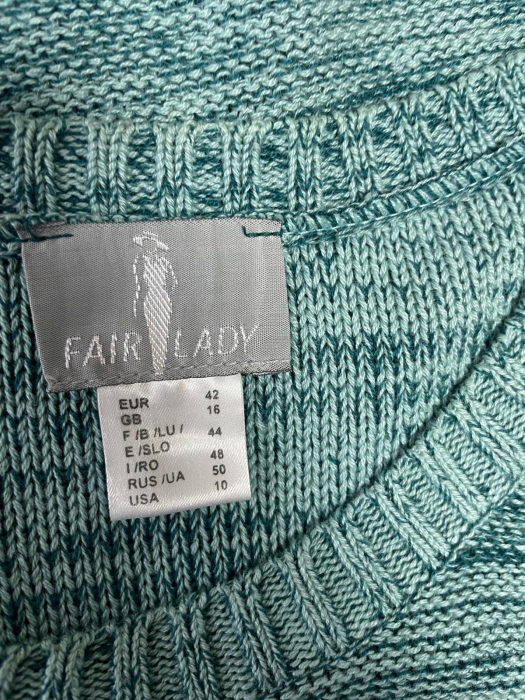 FAIR LADY
EUR 42
GB 16
F /B /LU / 44
E /SLO
I /RO 48
RUS /UA 50
USA 10